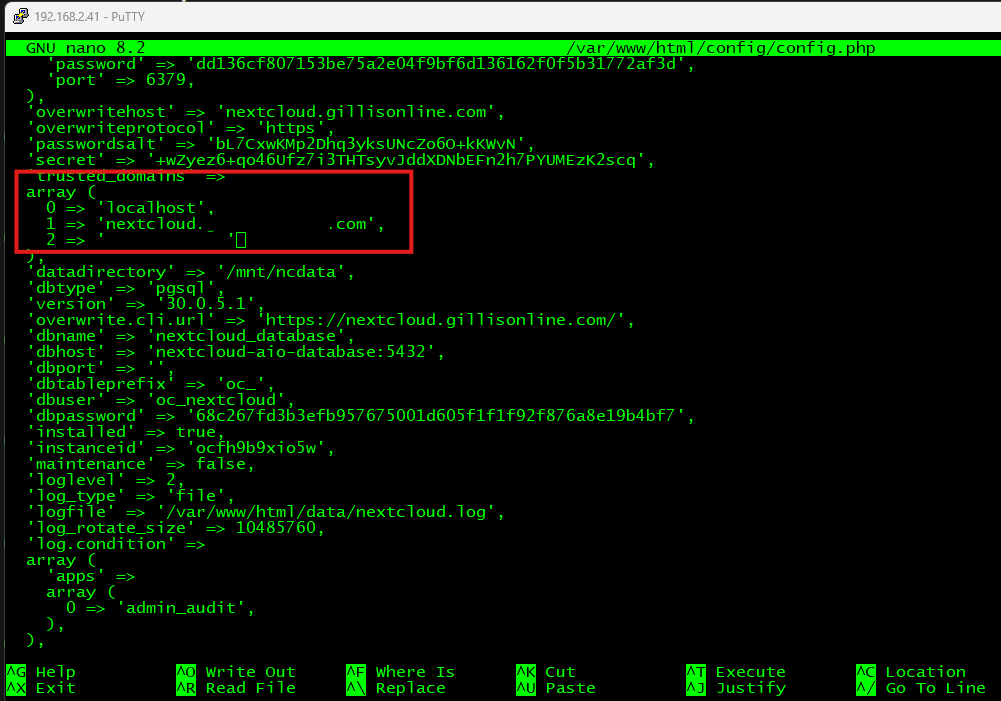 192.168.2.41 - PuTTY
GNU nano 8.2 /var/www/html/config/config.php
'password' => 'dd136cf807153be75a2e04f9bf6d136162f0f5b31772af3d',
'port' => 6379,
),
'overwritehost' => 'nextcloud.gillisonline.com',
'overwriteprotocol' => 'https',
'passwordsalt' => 'bL7CxwKMp2Dhq3yksUNcZo6O+kKWvN',
'secret' => '+wZyez6+qo46Ufz7i3THTsyvJddXDNbEFn2h7PYUMEzK2scq',
'trusted_domains' =>
array (
0 => 'localhost',
1 => 'nextcloud. .com',
2 => ' '
),
'datadirectory' => '/mnt/ncdata',
'dbtype' => 'pgsql',
'version' => '30.0.5.1',
'overwrite.cli.url' => 'https://nextcloud.gillisonline.com/',
'dbname' => 'nextcloud_database',
'dbhost' => 'nextcloud-aio-database:5432',
'dbport' => '',
'dbtableprefix' => 'oc_',
'dbuser' => 'oc_nextcloud',
'dbpassword' => '68c267fd3b3efb957675001d605f1f1f92f876a8e19b4bf7',
'installed' => true,
'instanceid' => 'ocfh9b9xio5w',
'maintenance' => false,
'loglevel' => 2,
'log_type' => 'file',
'logfile' => '/var/www/html/data/nextcloud.log',
'log_rotate_size' => 10485760,
'log.condition' =>
array (
'apps' =>
array (
0 => 'admin_audit',
),
),
^G Help ^O Write Out ^F Where Is ^K Cut ^T Execute ^C Location
^X Exit ^R Read File ^\ Replace ^U Paste ^J Justify ^/ Go To Line